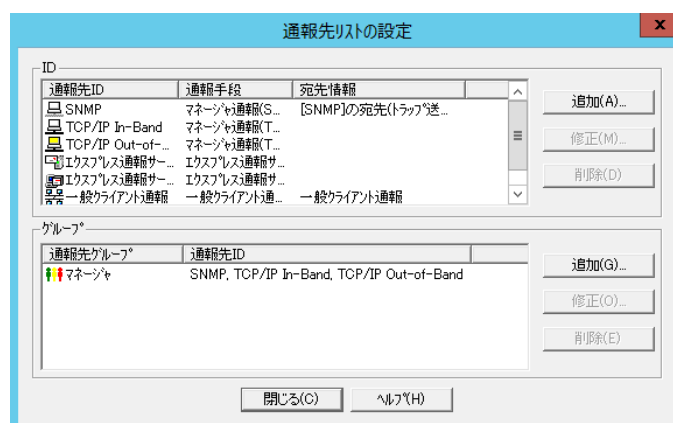 通報先リストの設定
x
ID
通報先ID 通報手段 宛先情報
SNMP マネージャ通報(S... [SNMP]の宛先(トラップ送...
TCP/IP In-Band マネージャ通報(T...
TCP/IP Out-of-... マネージャ通報(T...
エクスプレス通報サー... エクスプレス通報サ...
エクスプレス通報サー... エクスプレス通報サ...
一般クライアント通報 一般クライアント通... 一般クライアント通報
追加(A)...
修正(M)...
削除(D)
グループ
通報先グループ 通報先ID
マネージャ SNMP, TCP/IP In-Band, TCP/IP Out-of-Band
追加(G)...
修正(O)...
削除(E)
閉じる(C) ヘルプ(H)